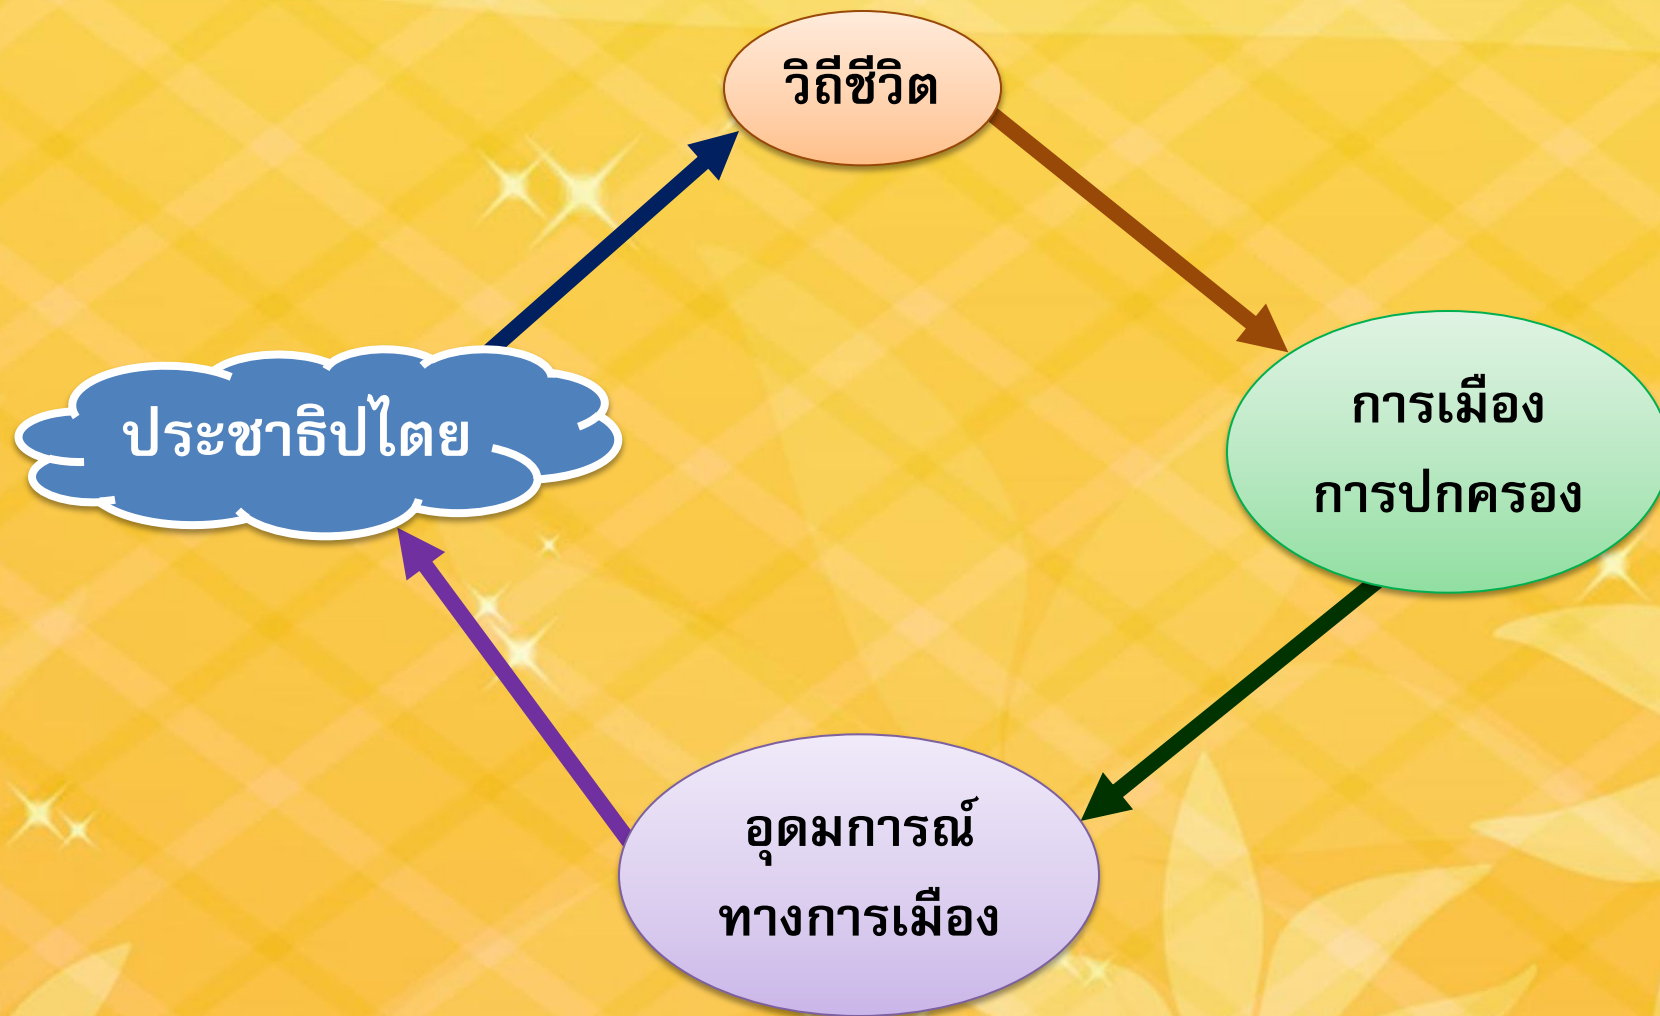 วิถีชีวิต
ประชาธิปไตย
การเมือง
การปกครอง
อุดมการณ์
ทางการเมือง